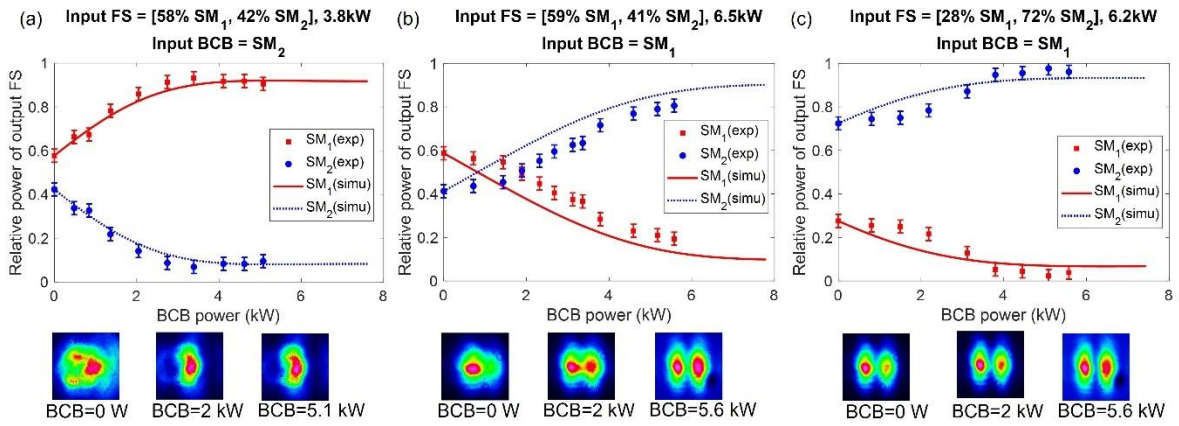 (a)
Input FS = [58% SM₁, 42% SM₂], 3.8kW
Input BCB = SM₂
Relative power of output FS
1
0.8
0.6
0.4
0.2
0
SM₁(exp)
SM₂(exp)
SM₁(simu)
SM₂(simu)
0 2 4 6 8
BCB power (kW)
BCB=0 W BCB=2 kW BCB=5.1 kW
(b)
Input FS = [59% SM₁, 41% SM₂], 6.5kW
Input BCB = SM₁
Relative power of output FS
1
0.8
0.6
0.4
0.2
0
SM₁(exp)
SM₂(exp)
SM₁(simu)
SM₂(simu)
0 2 4 6 8
BCB power (kW)
BCB=0 W BCB=2 kW BCB=5.6 kW
(c)
Input FS = [28% SM₁, 72% SM₂], 6.2kW
Input BCB = SM₁
Relative power of output FS
1
0.8
0.6
0.4
0.2
0
SM₁(exp)
SM₂(exp)
SM₁(simu)
SM₂(simu)
0 2 4 6 8
BCB power (kW)
BCB=0 W BCB=2 kW BCB=5.6 kW